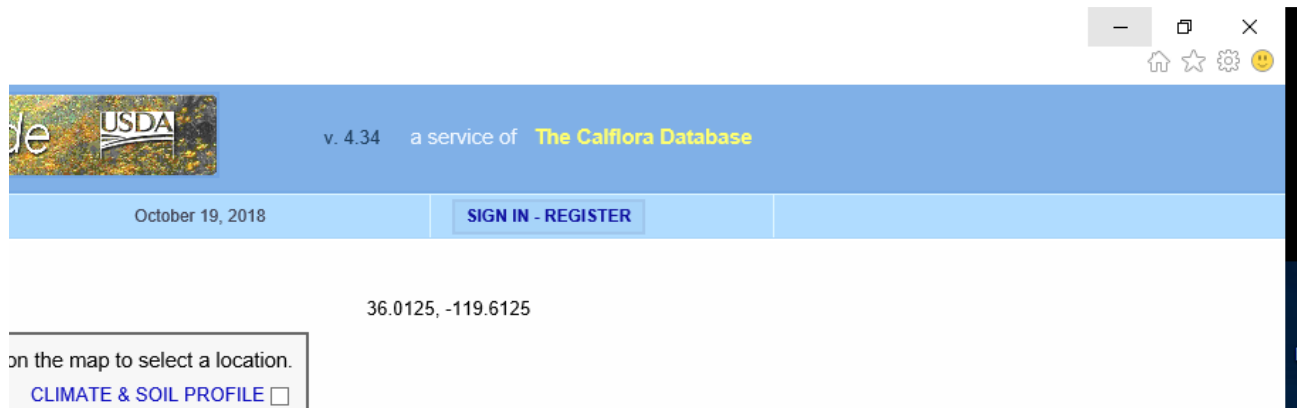 de USDA v. 4.34 a service of The Calflora Database
October 19, 2018 SIGN IN - REGISTER
36.0125, -119.6125
on the map to select a location.
CLIMATE & SOIL PROFILE